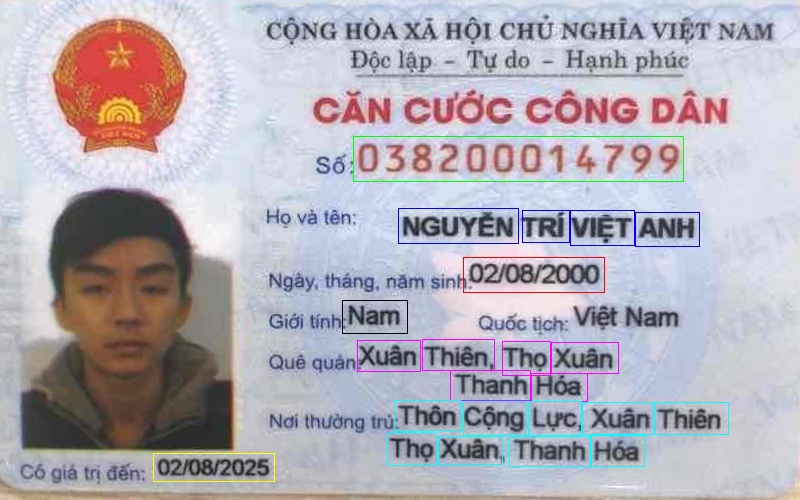 CỘNG HÒA XÃ HỘI CHỦ NGHĨA VIỆT NAM
Độc lập - Tự do - Hạnh phúc
CĂN CƯỚC CÔNG DÂN
Số: 038200014799
Họ và tên: NGUYỄN TRÍ VIỆT ANH
Ngày, tháng, năm sinh: 02/08/2000
Giới tính: Nam Quốc tịch: Việt Nam
Quê quán: Xuân Thiên, Thọ Xuân
Thanh Hóa
Nơi thường trú: Thôn Cộng Lực, Xuân Thiên
Thọ Xuân, Thanh Hóa
Có giá trị đến: 02/08/2025